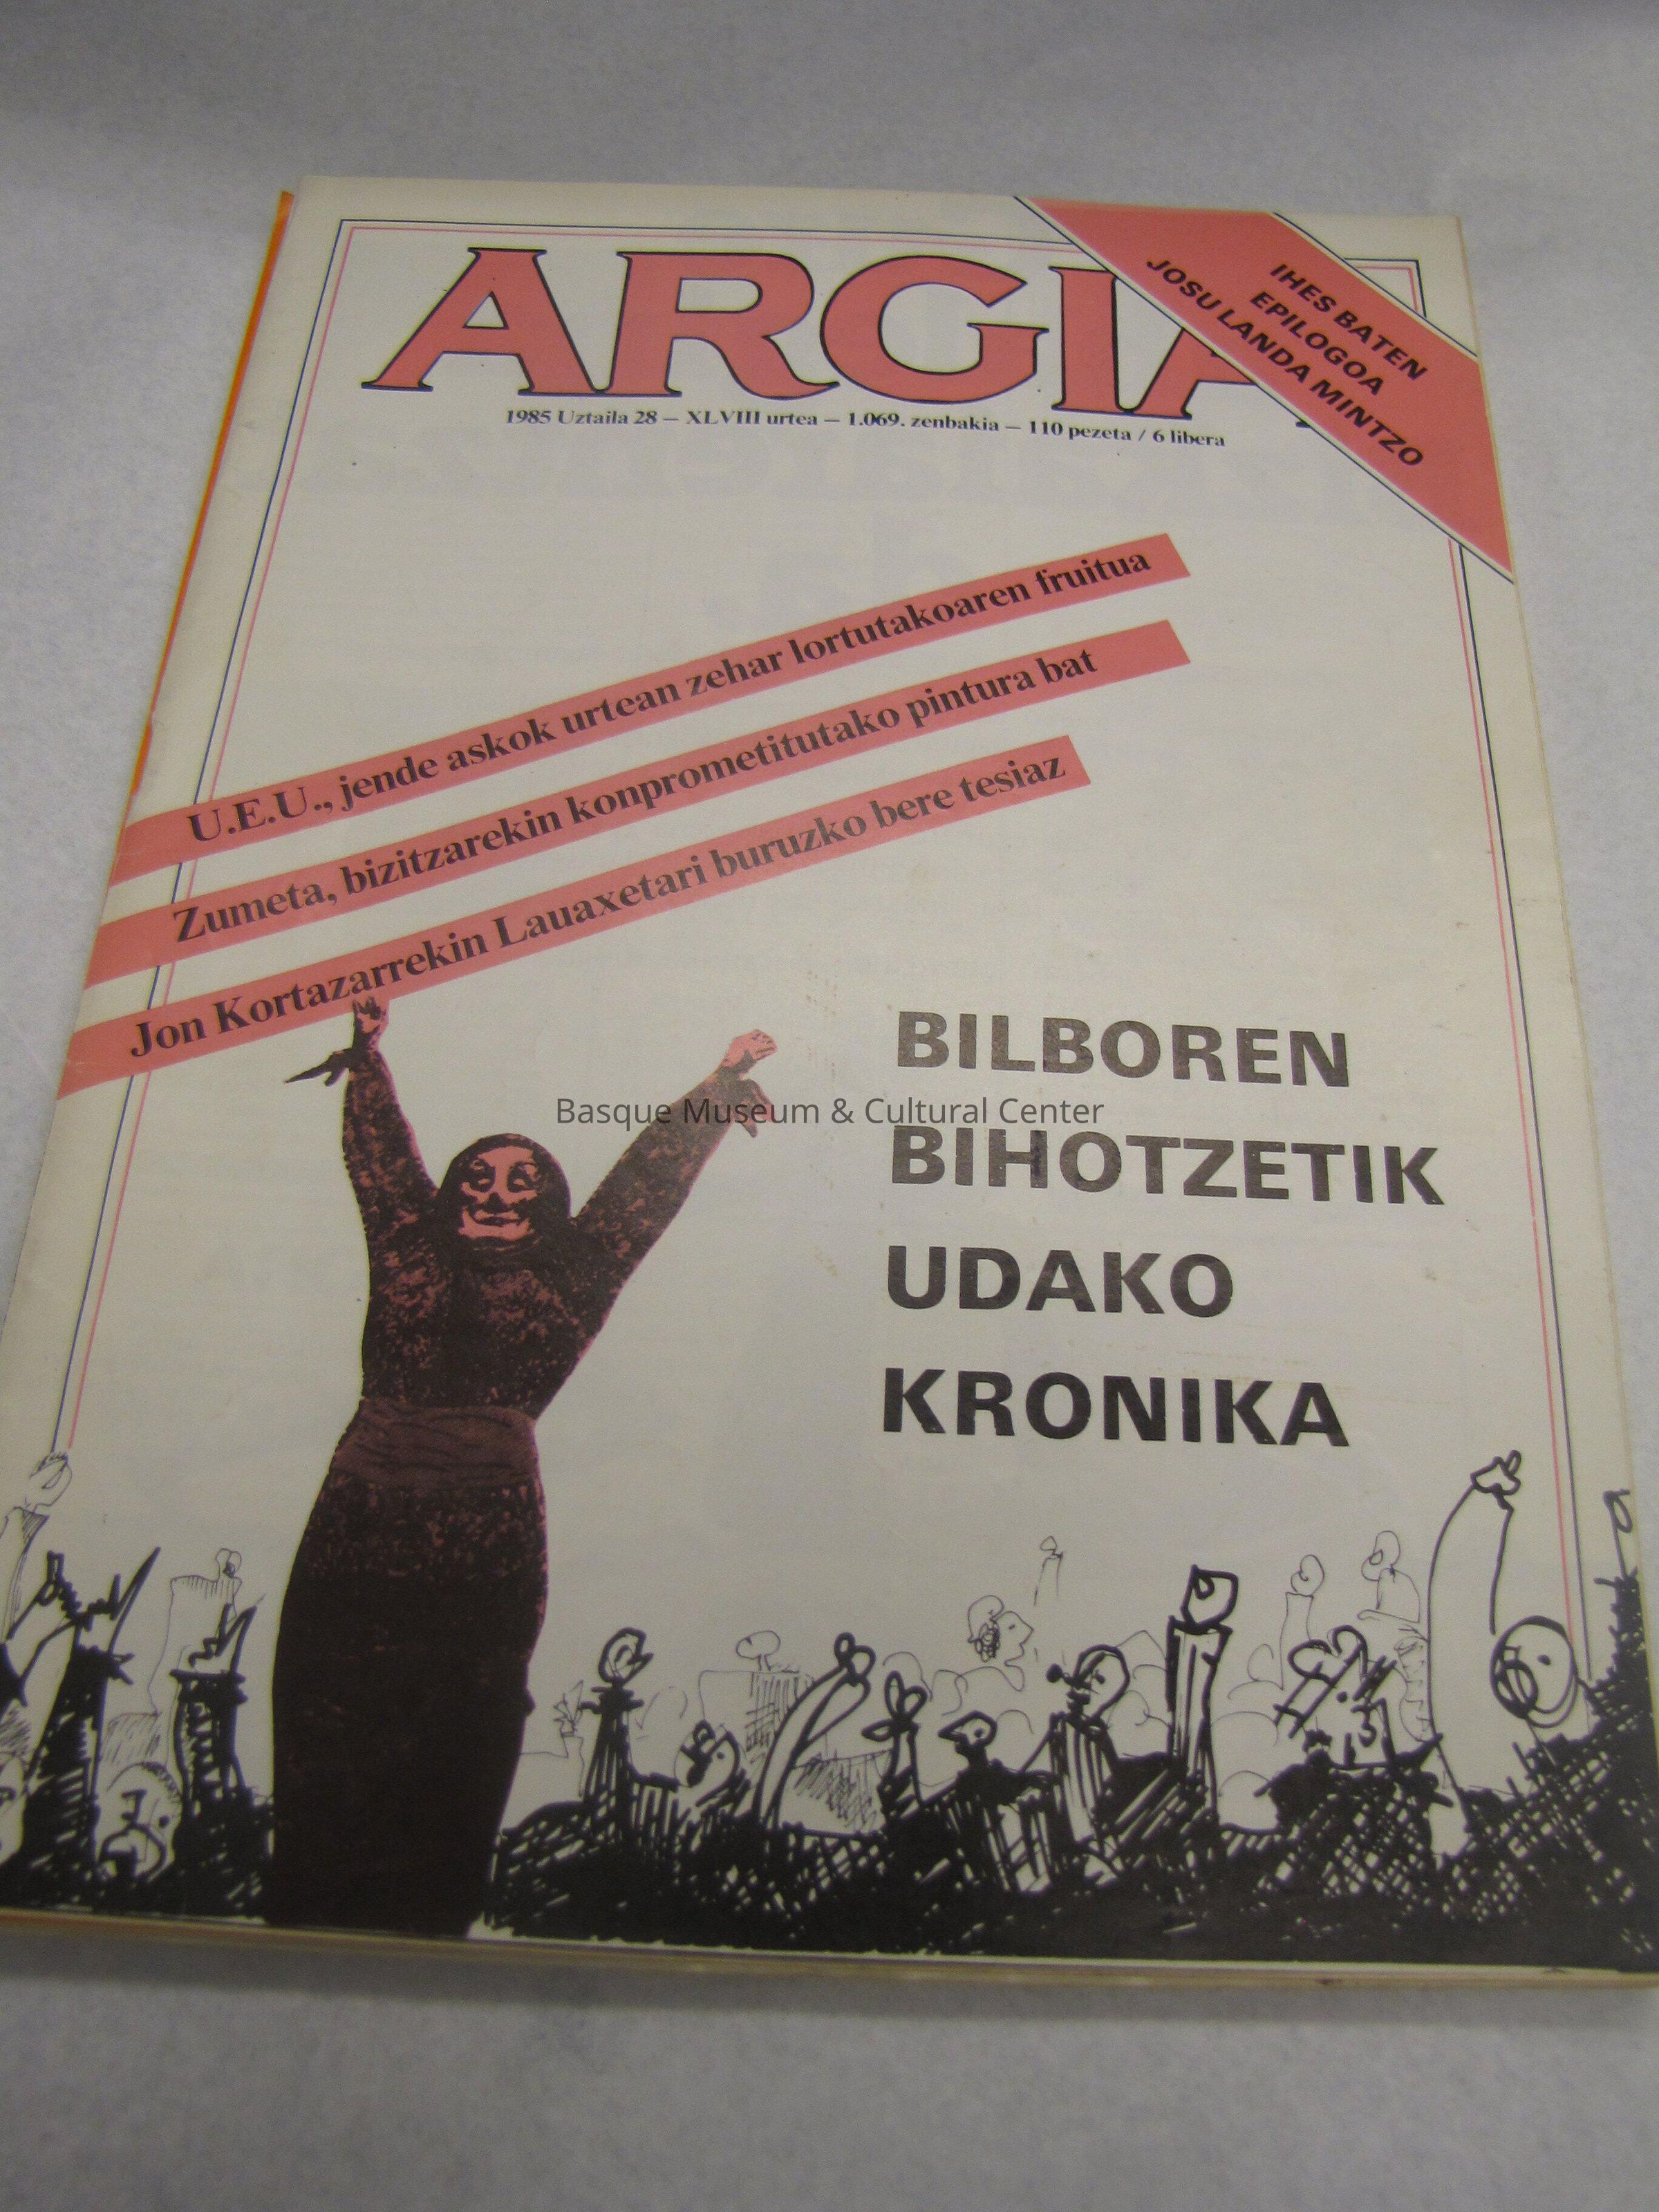 ARGIA
IHES BATEN
EPILOGOA
JOSU LANDA MINTZO
1985 Uztaila 28 — XLVIII urtea — 1.069. zenbakia — 110 pezeta / 6 libera
U.E.U., jende askok urtean zehar lortutakoaren fruitua
Zumeta, bizitzarekin konprometitutako pintura bat
Jon Kortazarrekin Lauaxetari buruzko bere tesiaz
BILBOREN
BIHOTZETIK
UDAKO
KRONIKA
Basque Museum & Cultural Center